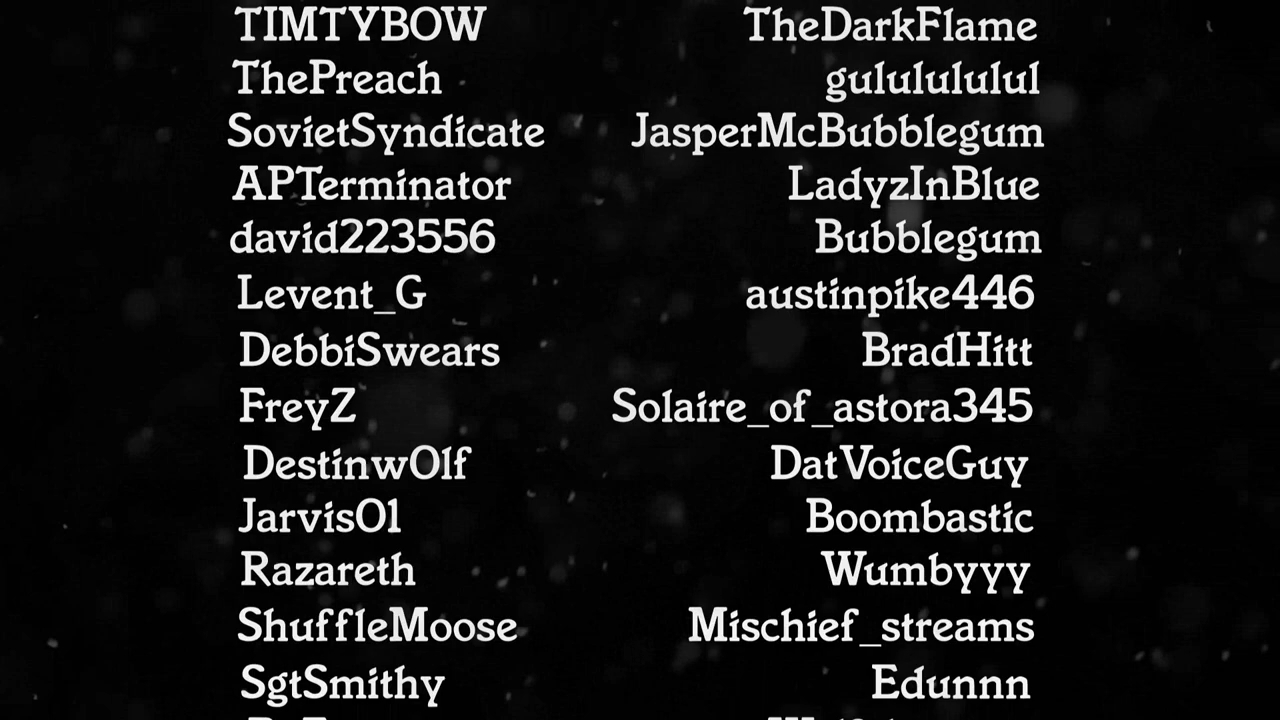 TIMTYBOW TheDarkFlame
ThePreach gulululululul
SovietSyndicate JasperMcBubblegum
APTerminator LadyzInBlue
david223556 Bubblegum
Levent_G austinpike446
DebbiSwears BradHitt
FreyZ Solaire_of_astora345
Destinw0lf DatVoiceGuy
Jarvis01 Boombastic
Razareth Wumbyyy
ShuffleMoose Mischief_streams
SgtSmithy Edunnn